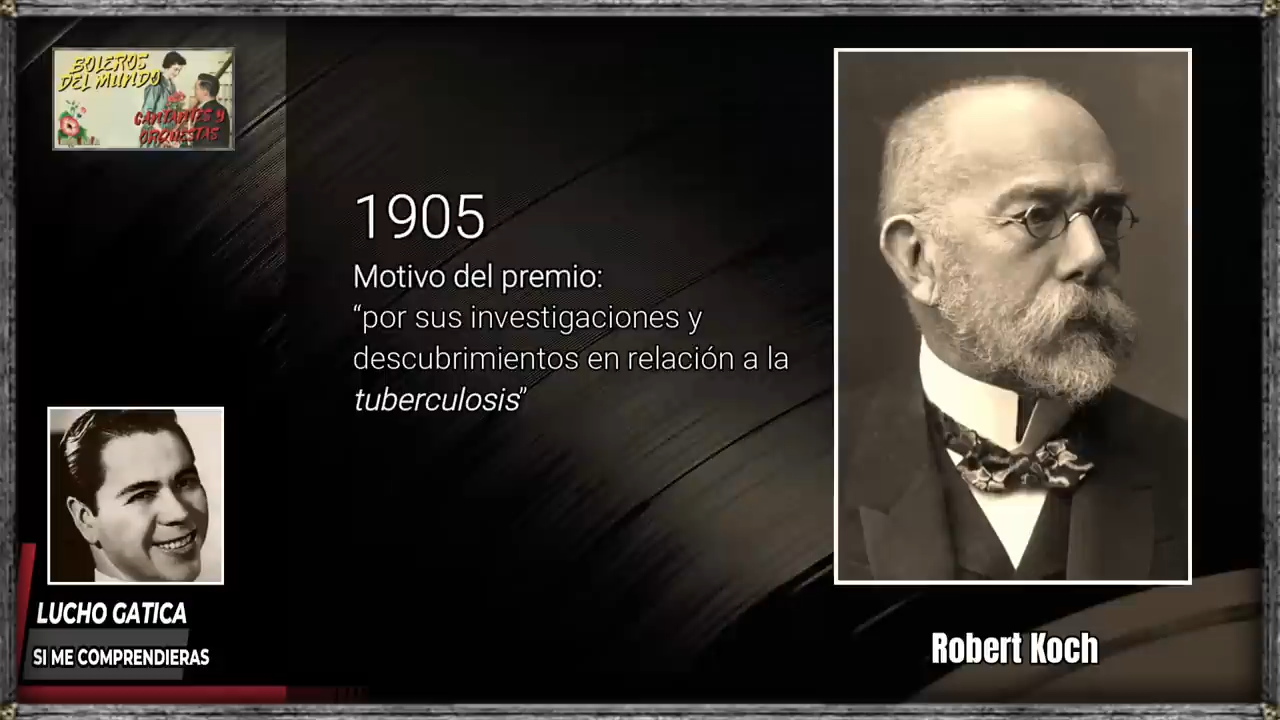 BOLEROS
DEL MUNDO
CANTANTES Y
ORQUESTAS
1905
Motivo del premio:
“por sus investigaciones y
descubrimientos en relación a la
tuberculosis”
LUCHO GATICA
SI ME COMPRENDIERAS
Robert Koch